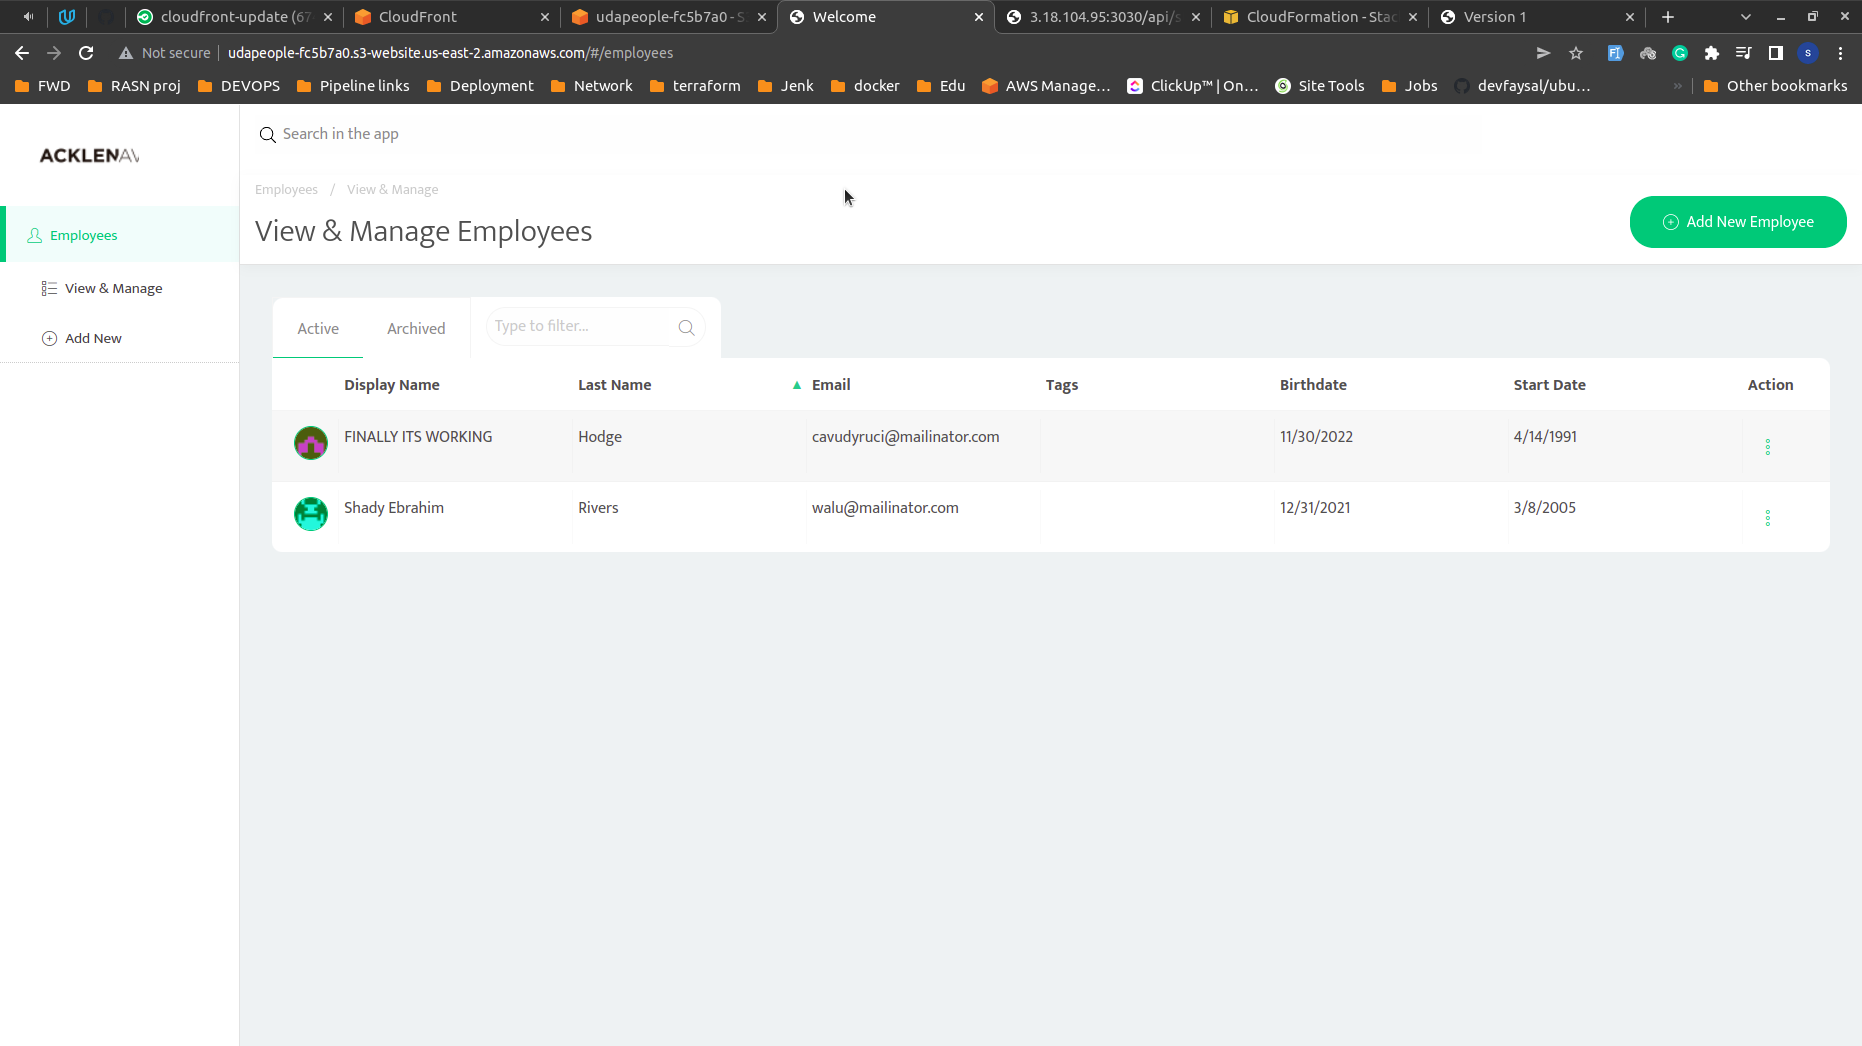 cloudfront-update (67
CloudFront
udapeople-fc5b7a0 - S3
Welcome
3.18.104.95:3030/api/s
CloudFormation - Stac
Version 1
Not secure
udapeople-fc5b7a0.s3-website.us-east-2.amazonaws.com/#/employees
FWD
RASN proj
DEVOPS
Pipeline links
Deployment
Network
terraform
Jenk
docker
Edu
AWS Manage...
ClickUp™ | On...
Site Tools
Jobs
devfaysal/ubu...
» Other bookmarks
ACKLENAV
Search in the app
Employees / View & Manage
View & Manage Employees
Add New Employee
Employees
View & Manage
Add New
Active
Archived
Type to filter...
Display Name Last Name ▲ Email Tags Birthdate Start Date Action
FINALLY ITS WORKING Hodge cavudyruci@mailinator.com 11/30/2022 4/14/1991
Shady Ebrahim Rivers walu@mailinator.com 12/31/2021 3/8/2005